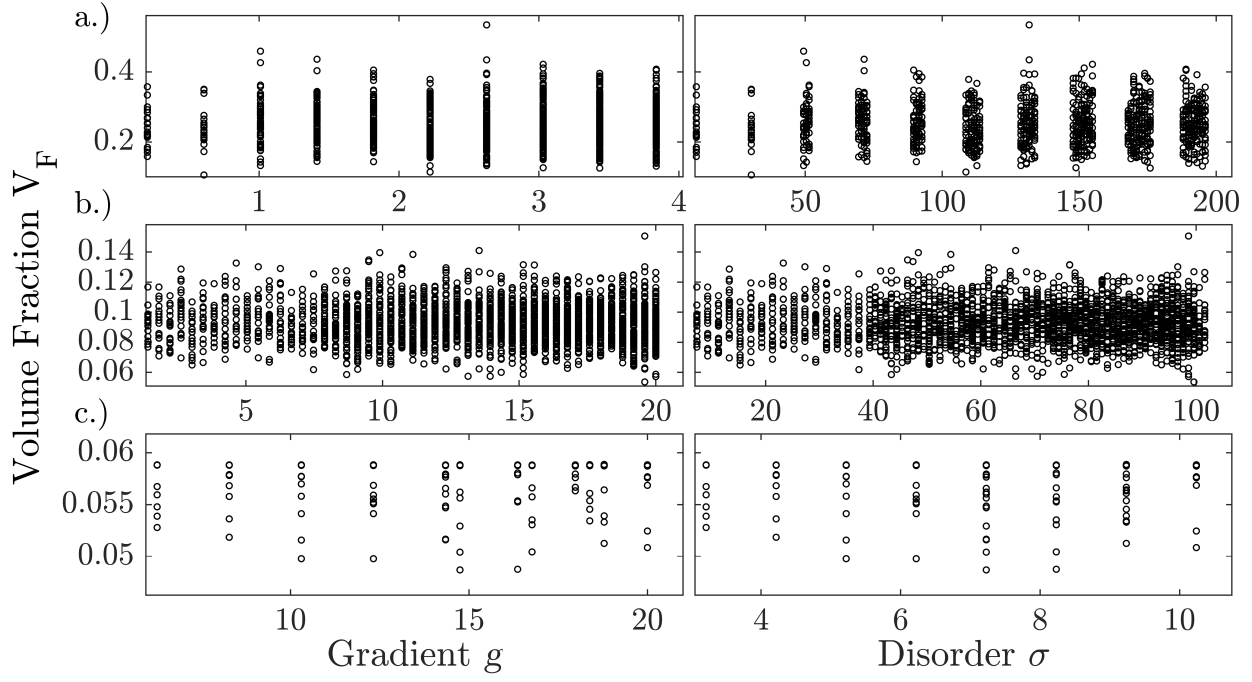 a.)
0.4
0.2
1 2 3 4
50 100 150 200
b.)
0.14
0.12
0.1
0.08
0.06
5 10 15 20
20 40 60 80 100
c.)
0.06
0.055
0.05
10 15 20
4 6 8 10
Volume Fraction V_F
Gradient g
Disorder σ